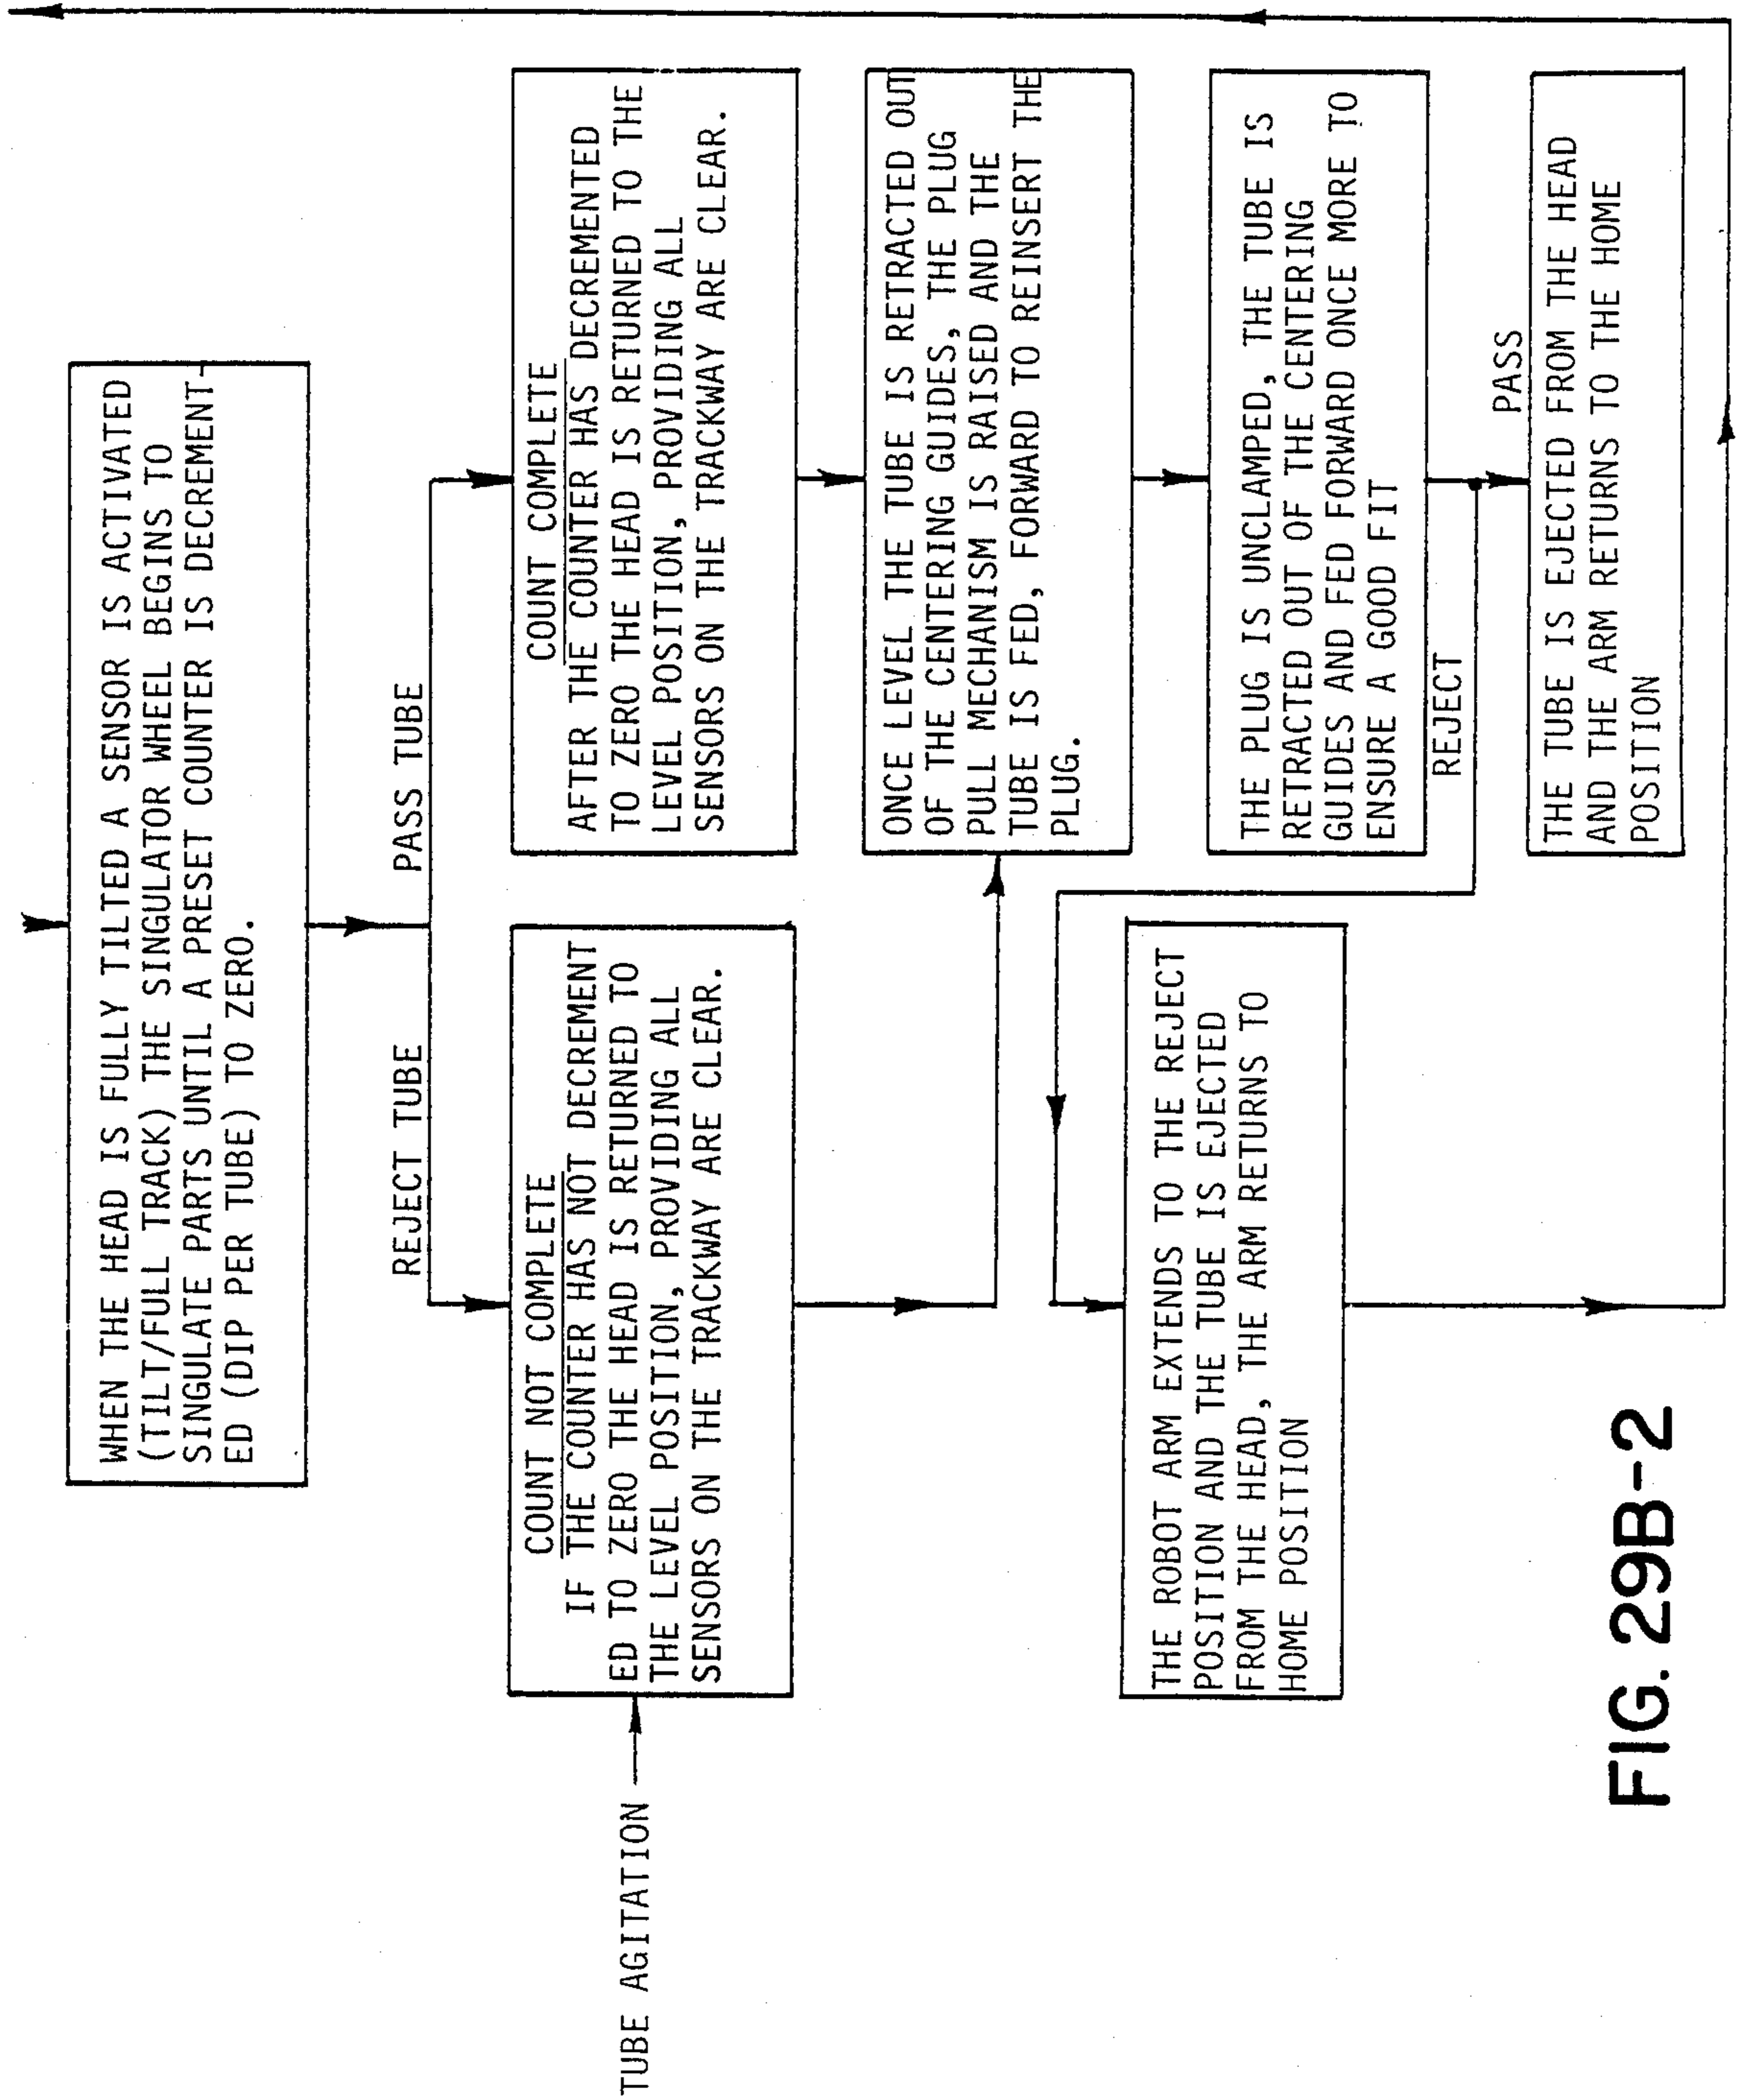 WHEN THE HEAD IS FULLY TILTED A SENSOR IS ACTIVATED
(TILT/FULL TRACK) THE SINGULATOR WHEEL BEGINS TO
SINGULATE PARTS UNTIL A PRESET COUNTER IS DECREMENT-
ED (DIP PER TUBE) TO ZERO.
REJECT TUBE
PASS TUBE
TUBE AGITATION
COUNT NOT COMPLETE
IF THE COUNTER HAS NOT DECREMENT
ED TO ZERO THE HEAD IS RETURNED TO
THE LEVEL POSITION, PROVIDING ALL
SENSORS ON THE TRACKWAY ARE CLEAR.
COUNT COMPLETE
AFTER THE COUNTER HAS DECREMENTED
TO ZERO THE HEAD IS RETURNED TO THE
LEVEL POSITION, PROVIDING ALL
SENSORS ON THE TRACKWAY ARE CLEAR.
ONCE LEVEL THE TUBE IS RETRACTED OUT
OF THE CENTERING GUIDES, THE PLUG
PULL MECHANISM IS RAISED AND THE
TUBE IS FED, FORWARD TO REINSERT THE
PLUG.
THE PLUG IS UNCLAMPED, THE TUBE IS
RETRACTED OUT OF THE CENTERING
GUIDES AND FED FORWARD ONCE MORE TO
ENSURE A GOOD FIT
REJECT
PASS
THE ROBOT ARM EXTENDS TO THE REJECT
POSITION AND THE TUBE IS EJECTED
FROM THE HEAD, THE ARM RETURNS TO
HOME POSITION
THE TUBE IS EJECTED FROM THE HEAD
AND THE ARM RETURNS TO THE HOME
POSITION
FIG. 29B-2